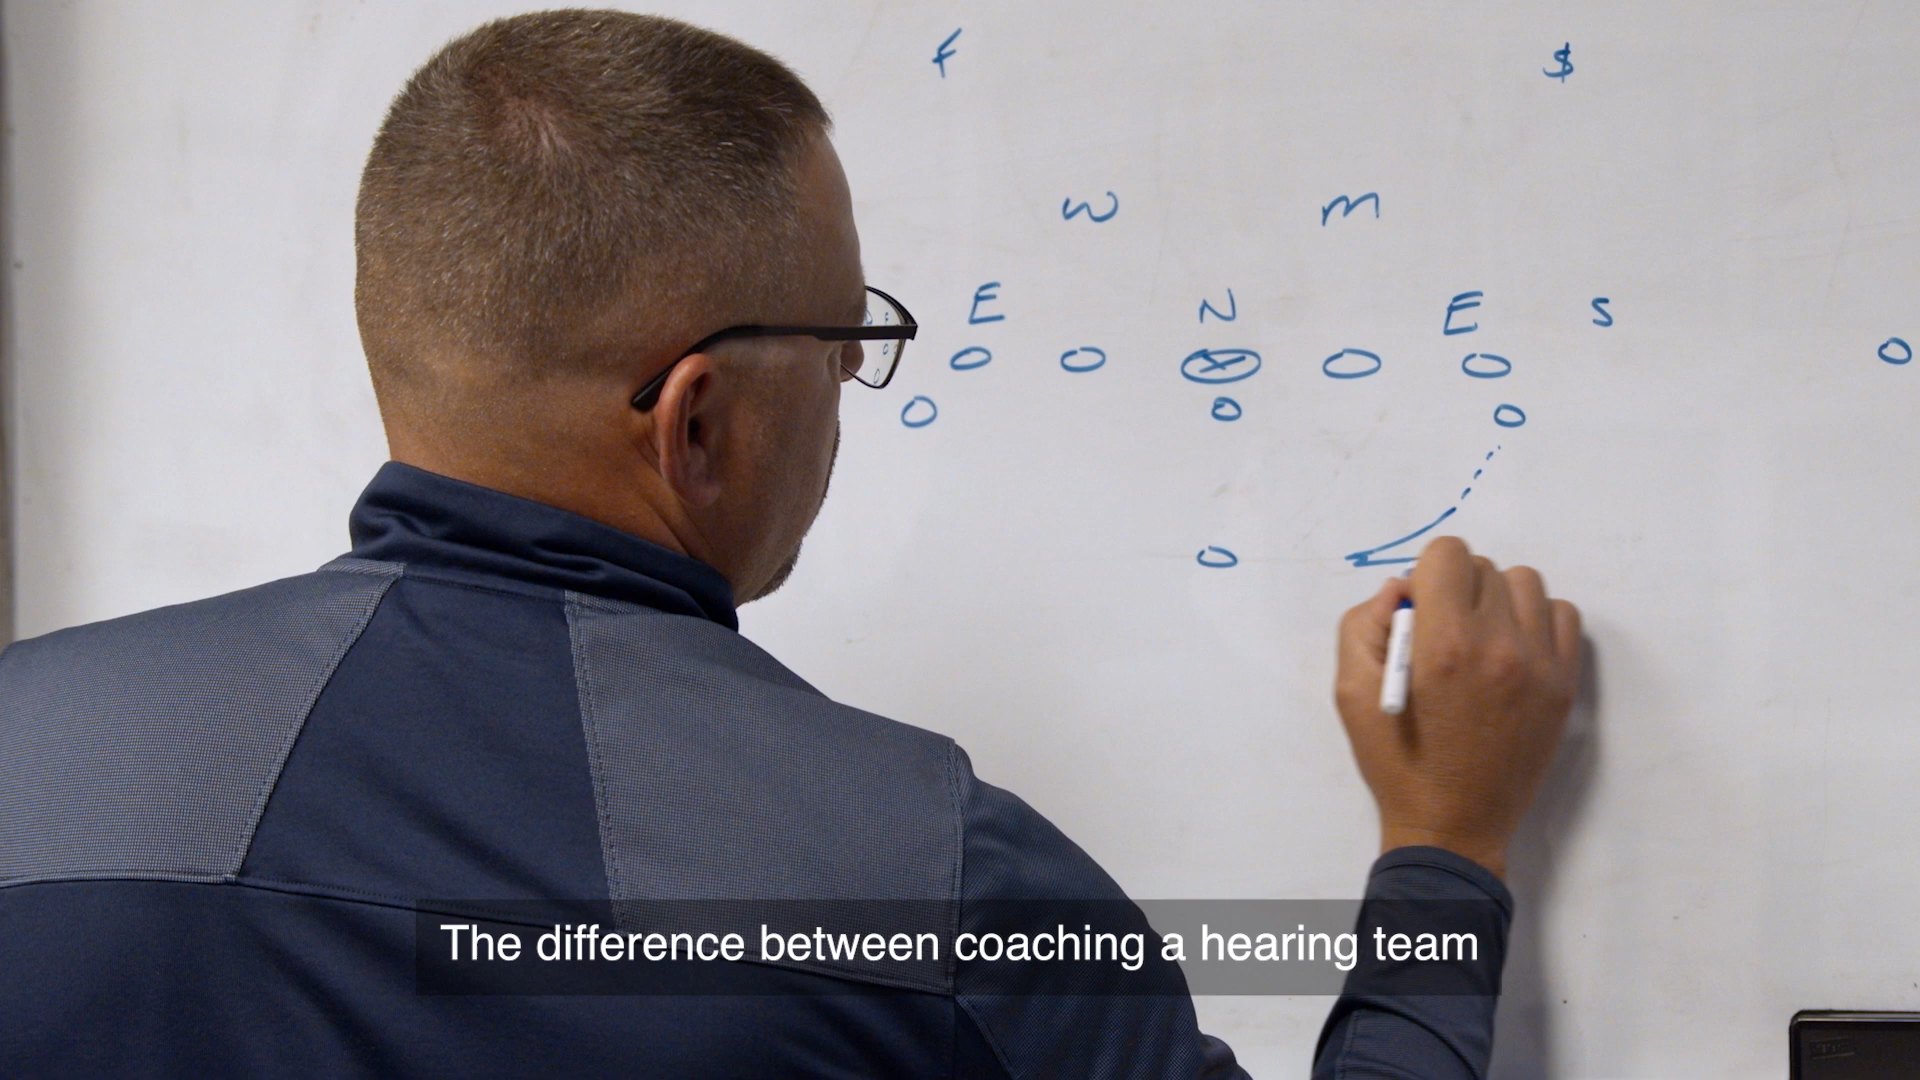 F $
W M
E N E S
O O ⊗ O O O
O O O
O
The difference between coaching a hearing team